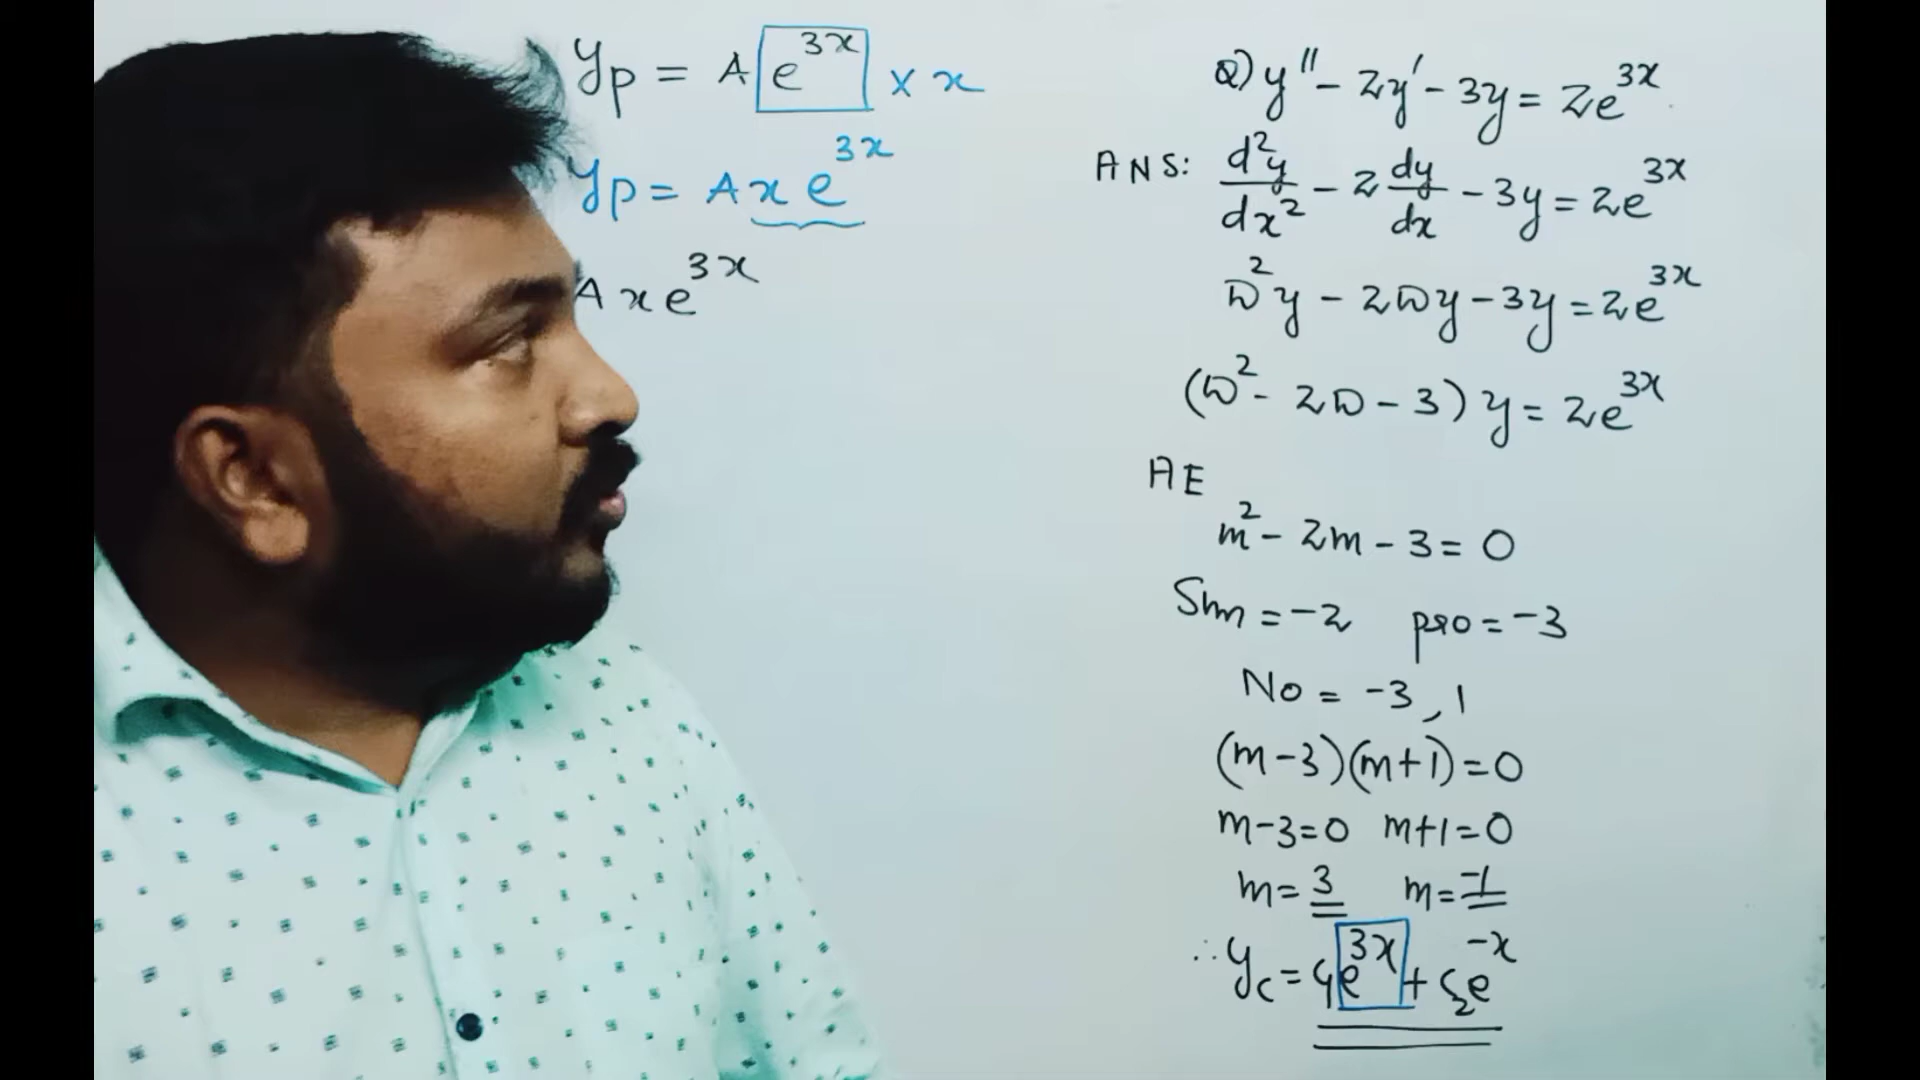 yp = A e^3x × x
yp = A x e^3x
A x e^3x
Q) y'' - 2y' - 3y = 2e^3x
ANS: d²y/dx² - 2 dy/dx - 3y = 2e^3x
D²y - 2Dy - 3y = 2e^3x
(D² - 2D - 3) y = 2e^3x
AE
m² - 2m - 3 = 0
Sum = -2 pro = -3
No = -3, 1
(m-3)(m+1) = 0
m-3=0 m+1=0
m = 3 m = -1
∴ yc = c₁e^3x + c₂e^-x